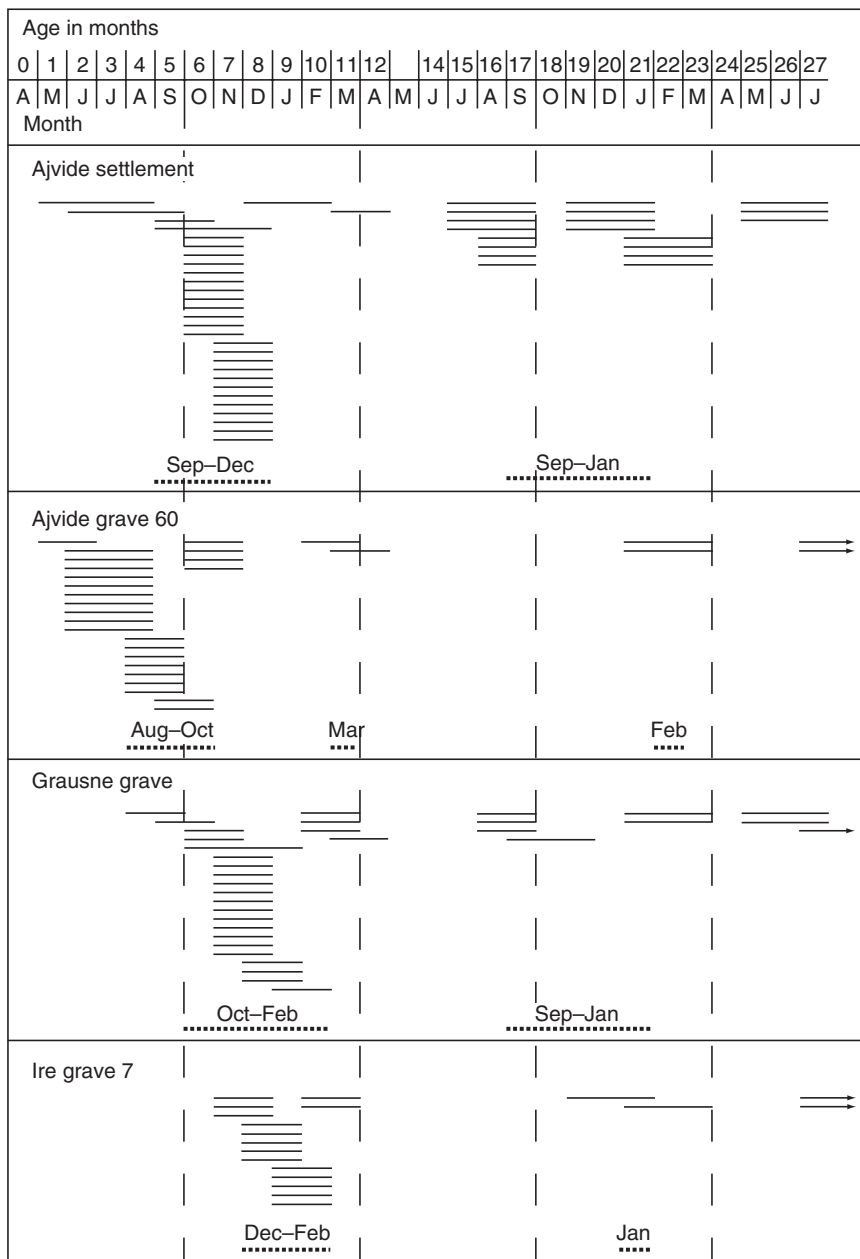 Age in months
0 1 2 3 4 5 6 7 8 9 10 11 12 14 15 16 17 18 19 20 21 22 23 24 25 26 27
A M J J A S O N D J F M A M J J A S O N D J F M A M J J
Month
Ajvide settlement
Sep–Dec Sep–Jan
Ajvide grave 60
Aug–Oct Mar Feb
Grausne grave
Oct–Feb Sep–Jan
Ire grave 7
Dec–Feb Jan